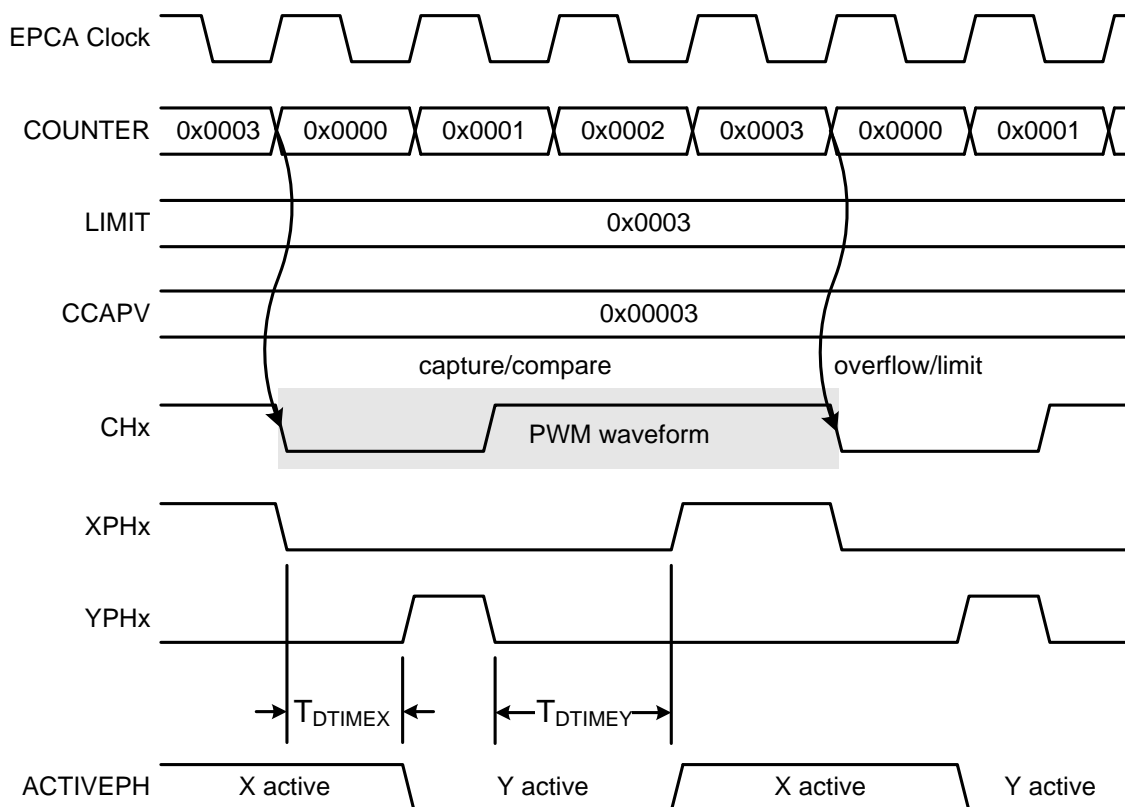 EPCA Clock
COUNTER 0x0003 0x0000 0x0001 0x0002 0x0003 0x0000 0x0001
LIMIT 0x0003
CCAPV 0x00003
capture/compare overflow/limit
CHx PWM waveform
XPHx
YPHx
TDTIMEX TDTIMEY
ACTIVEPH X active Y active X active Y active